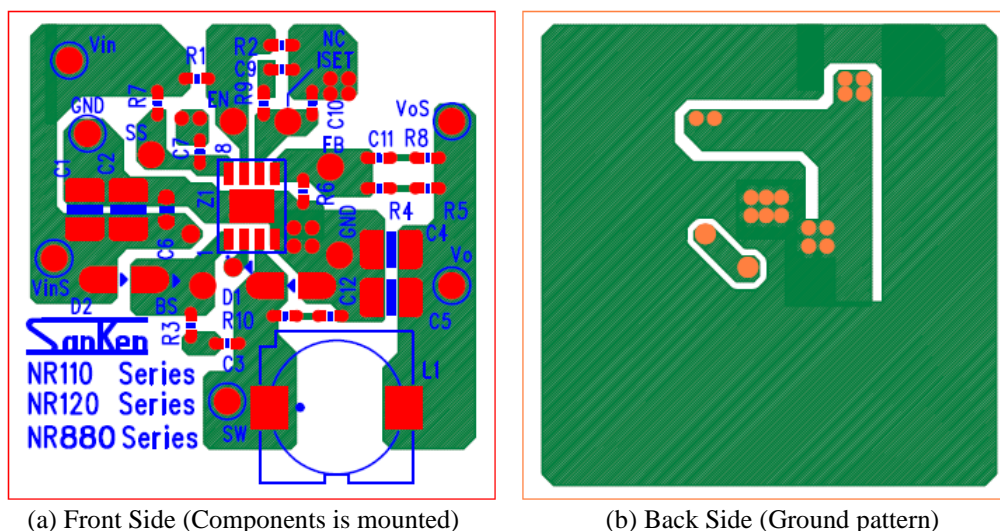 Vin
R1
R2
NC
ISET
C9
R7
EN
R9
C10
VoS
GND
SS
C7
8
FB
C11
R8
C1
C2
Z1
R6
GND
R4
R5
C4
C6
1
Vo
VinS
D2
BS
D1
C12
C5
R3
R10
C3
SanKen
NR110 Series
NR120 Series
NR880 Series
L1
SW
(a) Front Side (Components is mounted)
(b) Back Side (Ground pattern)